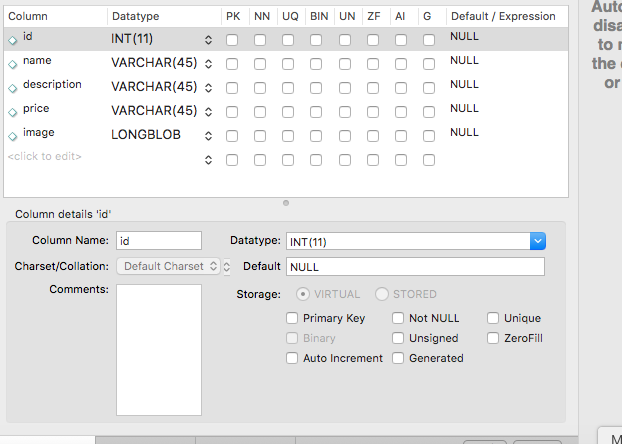 Column Datatype PK NN UQ BIN UN ZF AI G Default / Expression
id INT(11) NULL
name VARCHAR(45) NULL
description VARCHAR(45) NULL
price VARCHAR(45) NULL
image LONGBLOB NULL
<click to edit>
Column details 'id'
Column Name: id Datatype: INT(11)
Charset/Collation: Default Charset Default NULL
Comments: Storage: VIRTUAL STORED
Primary Key Not NULL Unique
Binary Unsigned ZeroFill
Auto Increment Generated
Auto
disa
to
the
or
M